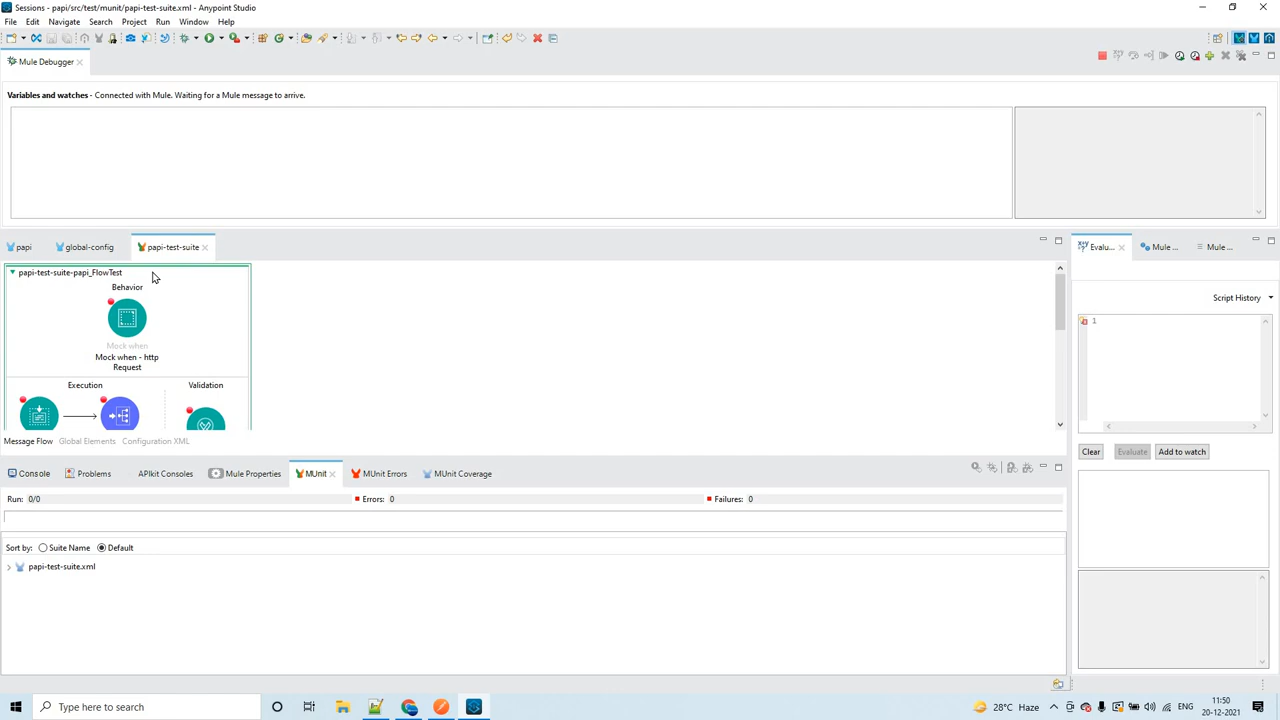 Sessions - papi/src/test/munit/papi-test-suite.xml - Anypoint Studio
File Edit Navigate Search Project Run Window Help
Mule Debugger
Variables and watches - Connected with Mule. Waiting for a Mule message to arrive.
papi global-config papi-test-suite
Evalu... Mule ... Mule ...
papi-test-suite-papi_FlowTest
Behavior
Mock when
Mock when - http
Request
Execution Validation
Script History
1
Message Flow Global Elements Configuration XML
Clear Evaluate Add to watch
Console Problems APIkit Consoles Mule Properties MUnit MUnit Errors MUnit Coverage
Run: 0/0 Errors: 0 Failures: 0
Sort by: Suite Name Default
papi-test-suite.xml
Type here to search
28°C Haze
ENG
11:50
20-12-2021